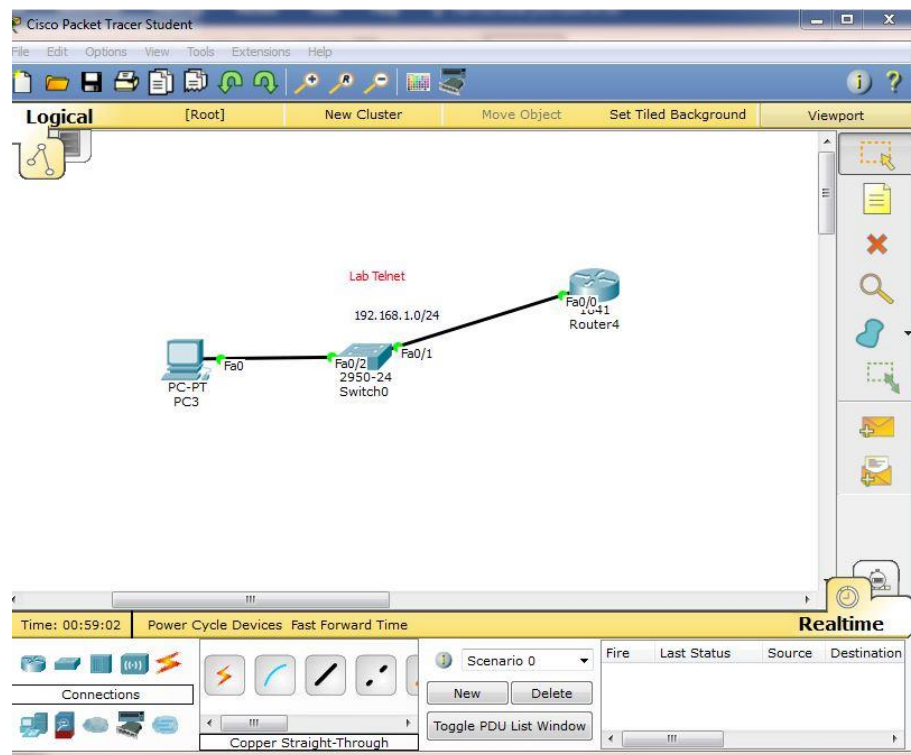 Cisco Packet Tracer Student
File Edit Options View Tools Extensions Help
Logical [Root] New Cluster Move Object Set Tiled Background Viewport
Lab Telnet
192.168.1.0/24
Fa0/0
1841
Router4
Fa0/1
Fa0
Fa0/2
PC-PT
PC3
2950-24
Switch0
Time: 00:59:02 Power Cycle Devices Fast Forward Time Realtime
Connections
Copper Straight-Through
Scenario 0
New Delete
Toggle PDU List Window
Fire Last Status Source Destination